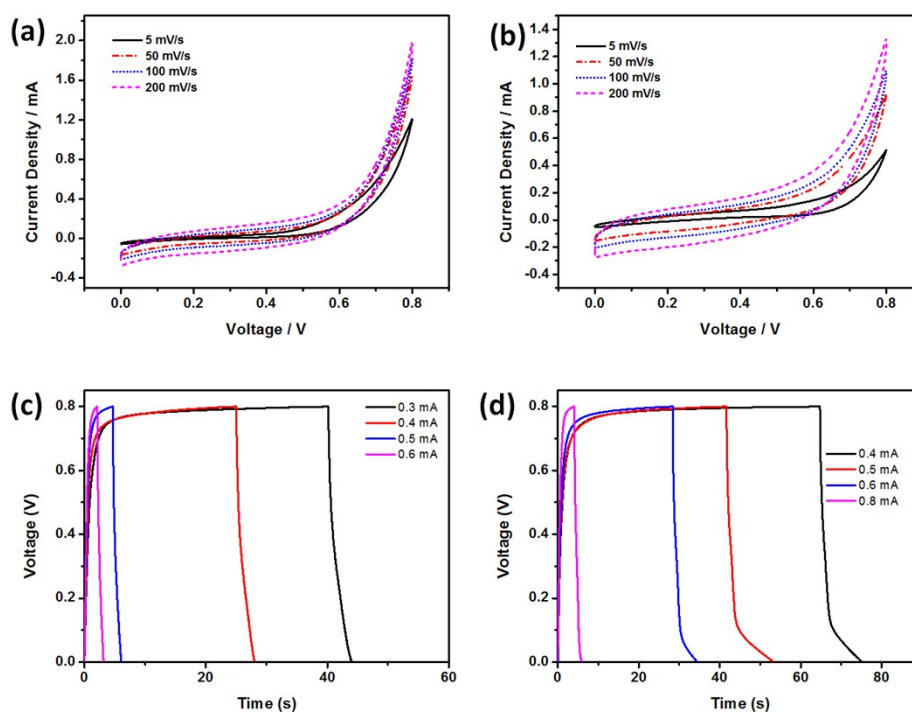 (a)
5 mV/s
50 mV/s
100 mV/s
200 mV/s
Current Density / mA
2.0
1.6
1.2
0.8
0.4
0.0
-0.4
0.0 0.2 0.4 0.6 0.8
Voltage / V
(b)
5 mV/s
50 mV/s
100 mV/s
200 mV/s
Current Density / mA
1.4
1.2
1.0
0.8
0.6
0.4
0.2
0.0
-0.2
-0.4
0.0 0.2 0.4 0.6 0.8
Voltage / V
(c)
0.3 mA
0.4 mA
0.5 mA
0.6 mA
Voltage (V)
0.8
0.6
0.4
0.2
0.0
0 20 40 60
Time (s)
(d)
0.4 mA
0.5 mA
0.6 mA
0.8 mA
Voltage (V)
0.8
0.6
0.4
0.2
0.0
0 20 40 60 80
Time (s)